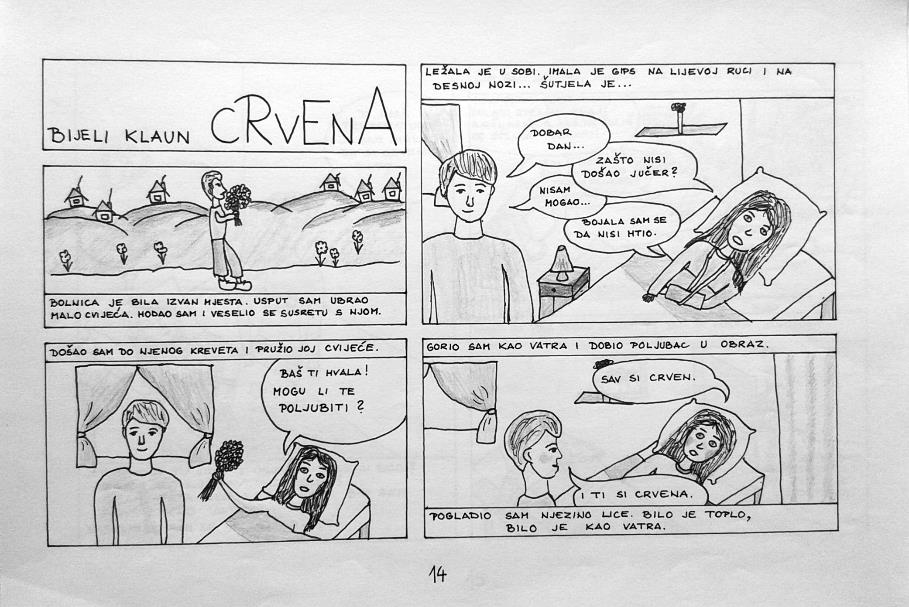 BIJELI KLAUN CRVENA
BOLNICA JE BILA IZVAN MJESTA. USPUT SAM UBRAO
MALO CVIJEĆA. HODAO SAM I VESELIO SE SUSRETU S NJOM.
LEŽALA JE U SOBI. IMALA JE GIPS NA LIJEVOJ RUCI I NA
DESNOJ NOZI... ŠUTJELA JE...
DOBAR
DAN...
ZAŠTO NISI
DOŠAO JUČER?
NISAM
MOGAO...
BOJALA SAM SE
DA NISI HTIO.
DOŠAO SAM DO NJENOG KREVETA I PRUŽIO JOJ CVIJEĆE.
BAŠ TI HVALA!
MOGU LI TE
POLJUBITI?
GORIO SAM KAO VATRA I DOBIO POLJUBAC U OBRAZ.
SAV SI CRVEN.
I TI SI CRVENA.
POGLADIO SAM NJEZINO LICE. BILO JE TOPLO,
BILO JE KAO VATRA.
14